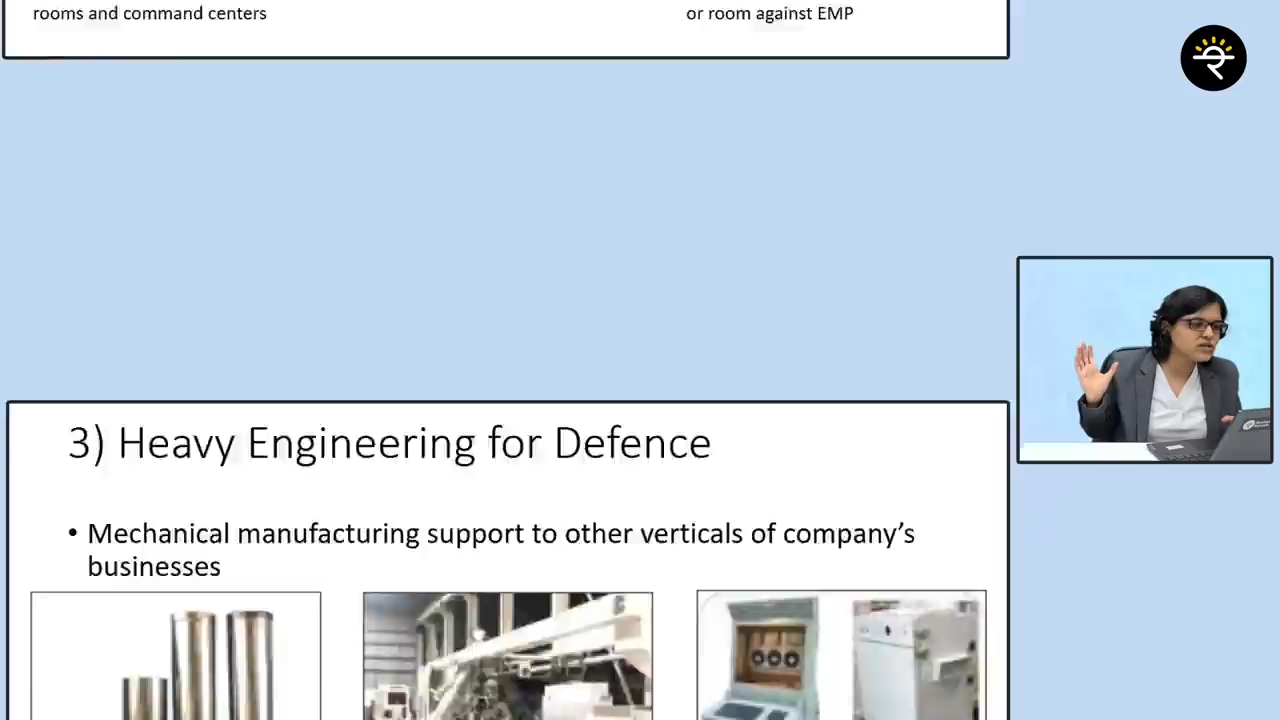 rooms and command centers
or room against EMP
3) Heavy Engineering for Defence
• Mechanical manufacturing support to other verticals of company’s
businesses